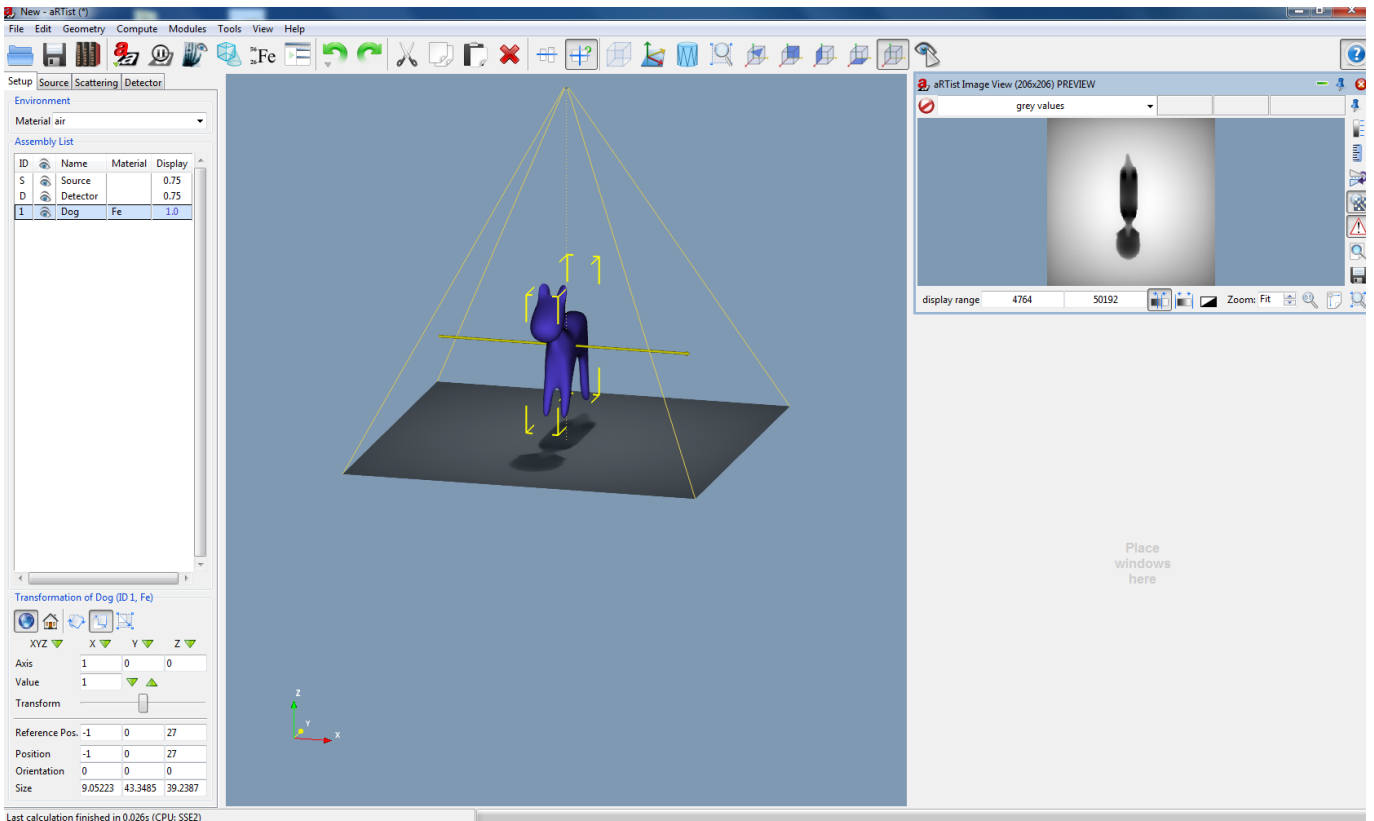 New - aRTist (*)
File Edit Geometry Compute Modules Tools View Help
Fe
Setup Source Scattering Detector
Environment
Material air
Assembly List
ID Name Material Display
S Source 0.75
D Detector 0.75
1 Dog Fe 1.0
Transformation of Dog (ID 1, Fe)
XYZ X Y Z
Axis 1 0 0
Value 1
Transform
Reference Pos. -1 0 27
Position -1 0 27
Orientation 0 0 0
Size 9.05223 43.3485 39.2387
Last calculation finished in 0.026s (CPU: SSE2)
Z
Y
X
aRTist Image View (206x206) PREVIEW
grey values
display range 4764 50192 Zoom: Fit
Place
windows
here